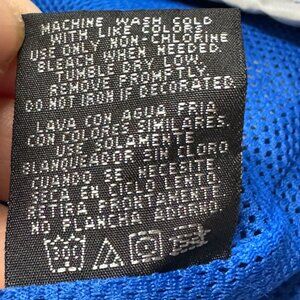 MACHINE WASH COLD
WITH LIKE COLORS.
USE ONLY NON-CHLORINE
BLEACH WHEN NEEDED.
TUMBLE DRY LOW.
REMOVE PROMPTLY.
DO NOT IRON IF DECORATED
LAVA CON AGUA FRIA
CON COLORES SIMILARES.
USE SOLAMENTE
BLANQUEADOR SIN CLORO
CUANDO SE NECESITE
SECA EN CICLO LENTO
RETIRA PRONTAMENTE
NO PLANCHA ADORNO